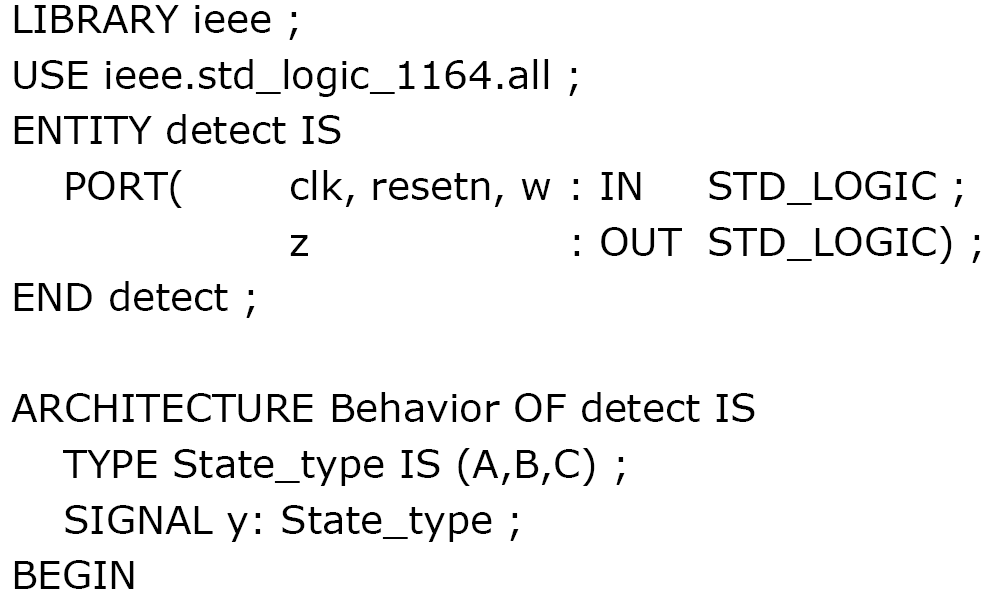 LIBRARY ieee ;
USE ieee.std_logic_1164.all ;
ENTITY detect IS
PORT( clk, resetn, w : IN STD_LOGIC ;
z : OUT STD_LOGIC) ;
END detect ;
ARCHITECTURE Behavior OF detect IS
TYPE State_type IS (A,B,C) ;
SIGNAL y: State_type ;
BEGIN